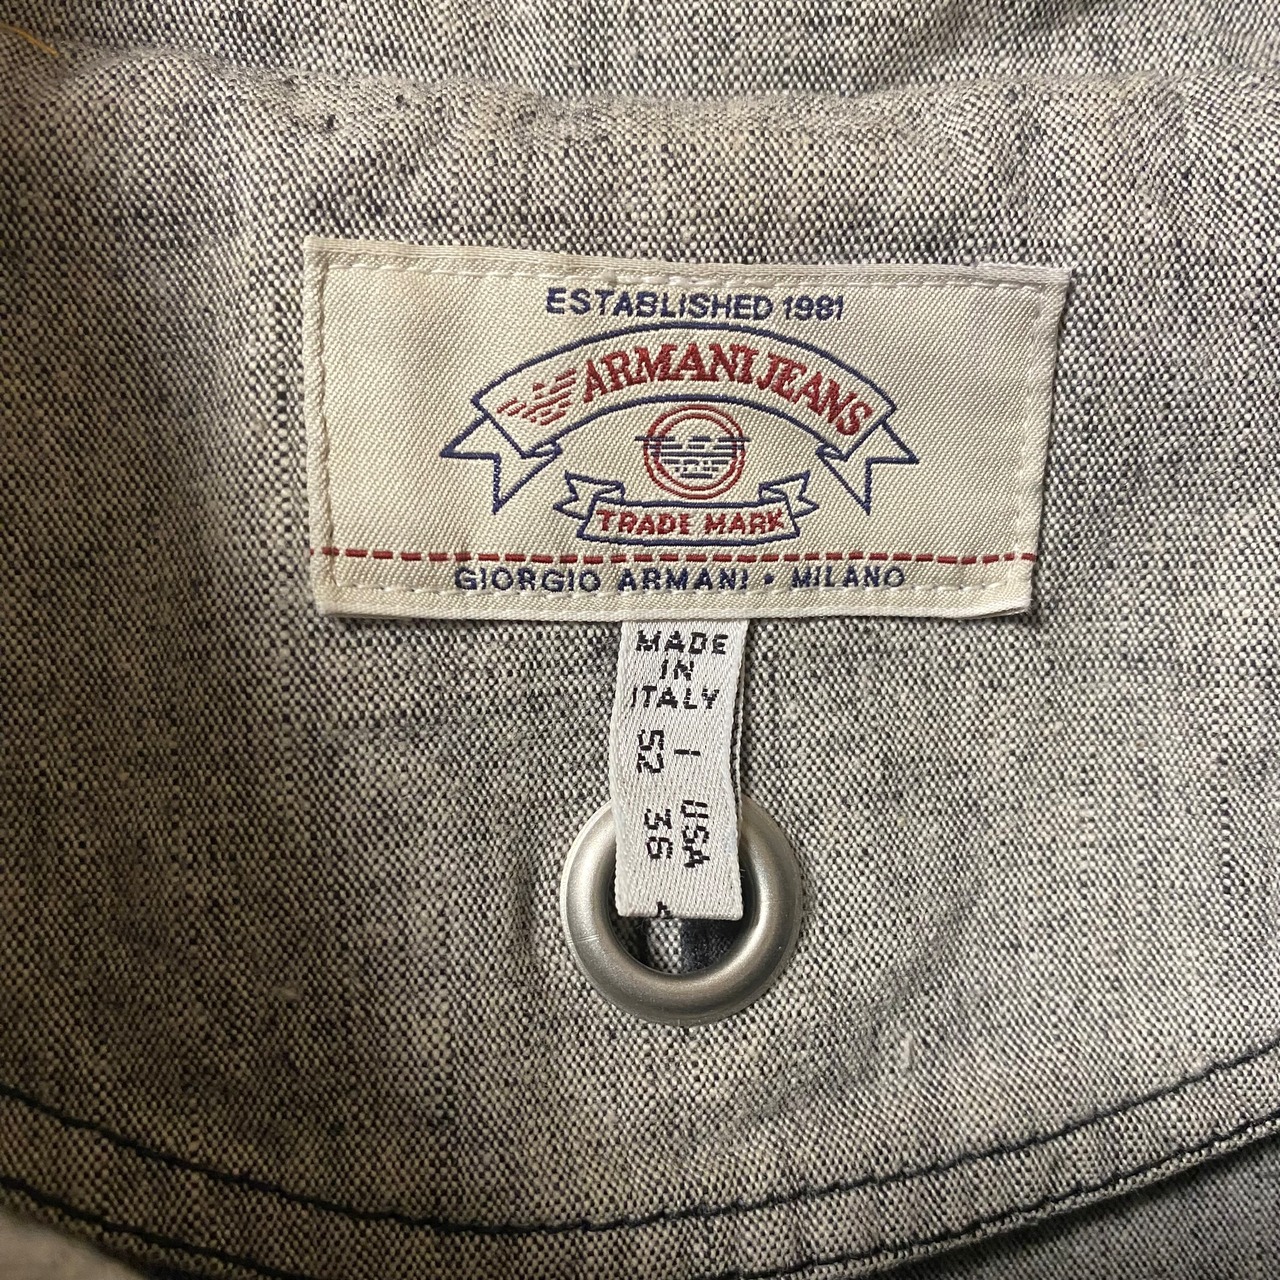 ESTABLISHED 1981
ARMANI JEANS
TRADE MARK
GIORGIO ARMANI • MILANO
MADE
IN
ITALY
I
52
USA
36